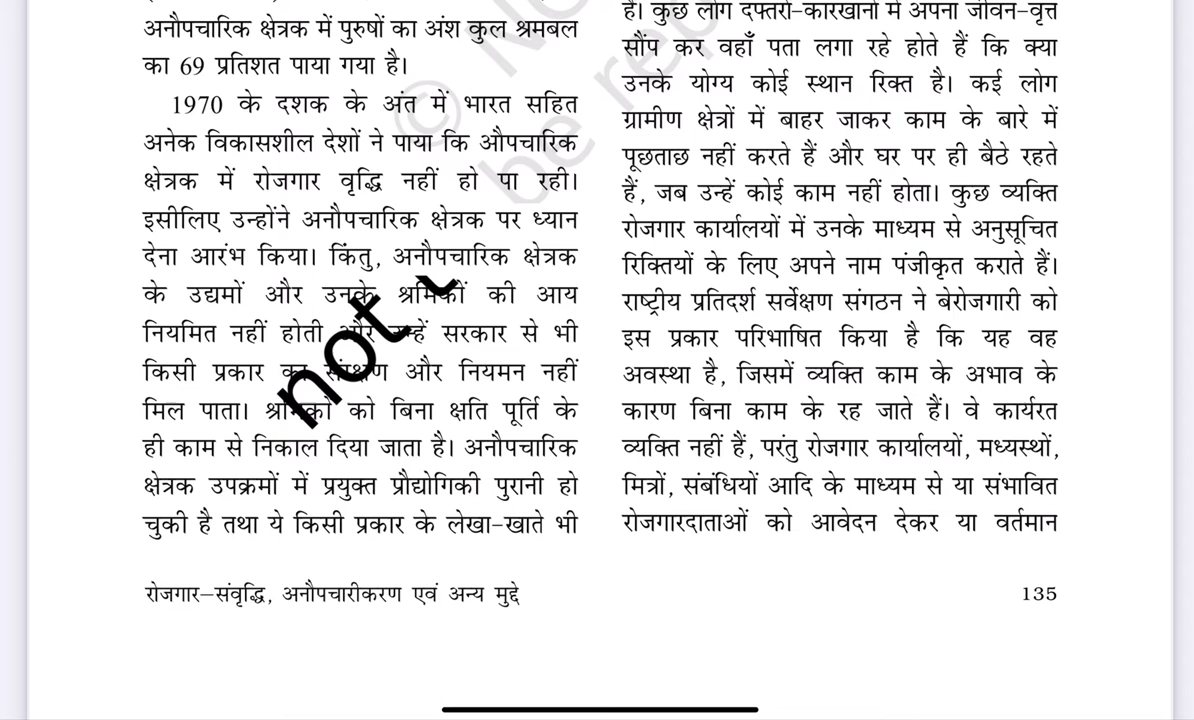 अनौपचारिक क्षेत्रक में पुरुषों का अंश कुल श्रमबल
का 69 प्रतिशत पाया गया है।
1970 के दशक के अंत में भारत सहित
अनेक विकासशील देशों ने पाया कि औपचारिक
क्षेत्रक में रोजगार वृद्धि नहीं हो पा रही।
इसीलिए उन्होंने अनौपचारिक क्षेत्रक पर ध्यान
देना आरंभ किया। किंतु, अनौपचारिक क्षेत्रक
के उद्यमों और उनके श्रमिकों की आय
नियमित नहीं होती और उन्हें सरकार से भी
किसी प्रकार का संरक्षण और नियमन नहीं
मिल पाता। श्रमिकों को बिना क्षति पूर्ति के
ही काम से निकाल दिया जाता है। अनौपचारिक
क्षेत्रक उपक्रमों में प्रयुक्त प्रौद्योगिकी पुरानी हो
चुकी है तथा ये किसी प्रकार के लेखा-खाते भी
है। कुछ लोग दफ्तरों-कारखानों में अपना जीवन-वृत्त
सौंप कर वहाँ पता लगा रहे होते हैं कि क्या
उनके योग्य कोई स्थान रिक्त है। कई लोग
ग्रामीण क्षेत्रों में बाहर जाकर काम के बारे में
पूछताछ नहीं करते हैं और घर पर ही बैठे रहते
हैं, जब उन्हें कोई काम नहीं होता। कुछ व्यक्ति
रोजगार कार्यालयों में उनके माध्यम से अनुसूचित
रिक्तियों के लिए अपने नाम पंजीकृत कराते हैं।
राष्ट्रीय प्रतिदर्श सर्वेक्षण संगठन ने बेरोजगारी को
इस प्रकार परिभाषित किया है कि यह वह
अवस्था है, जिसमें व्यक्ति काम के अभाव के
कारण बिना काम के रह जाते हैं। वे कार्यरत
व्यक्ति नहीं हैं, परंतु रोजगार कार्यालयों, मध्यस्थों,
मित्रों, संबंधियों आदि के माध्यम से या संभावित
रोजगारदाताओं को आवेदन देकर या वर्तमान
© N
be rep
not
रोजगार-संवृद्धि, अनौपचारीकरण एवं अन्य मुद्दे
135